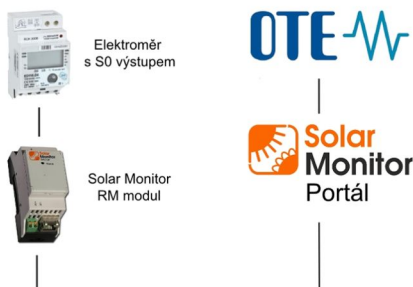 Elektroměr
s S0 výstupem
OTE
Solar Monitor
RM modul
Solar
Monitor
Portál